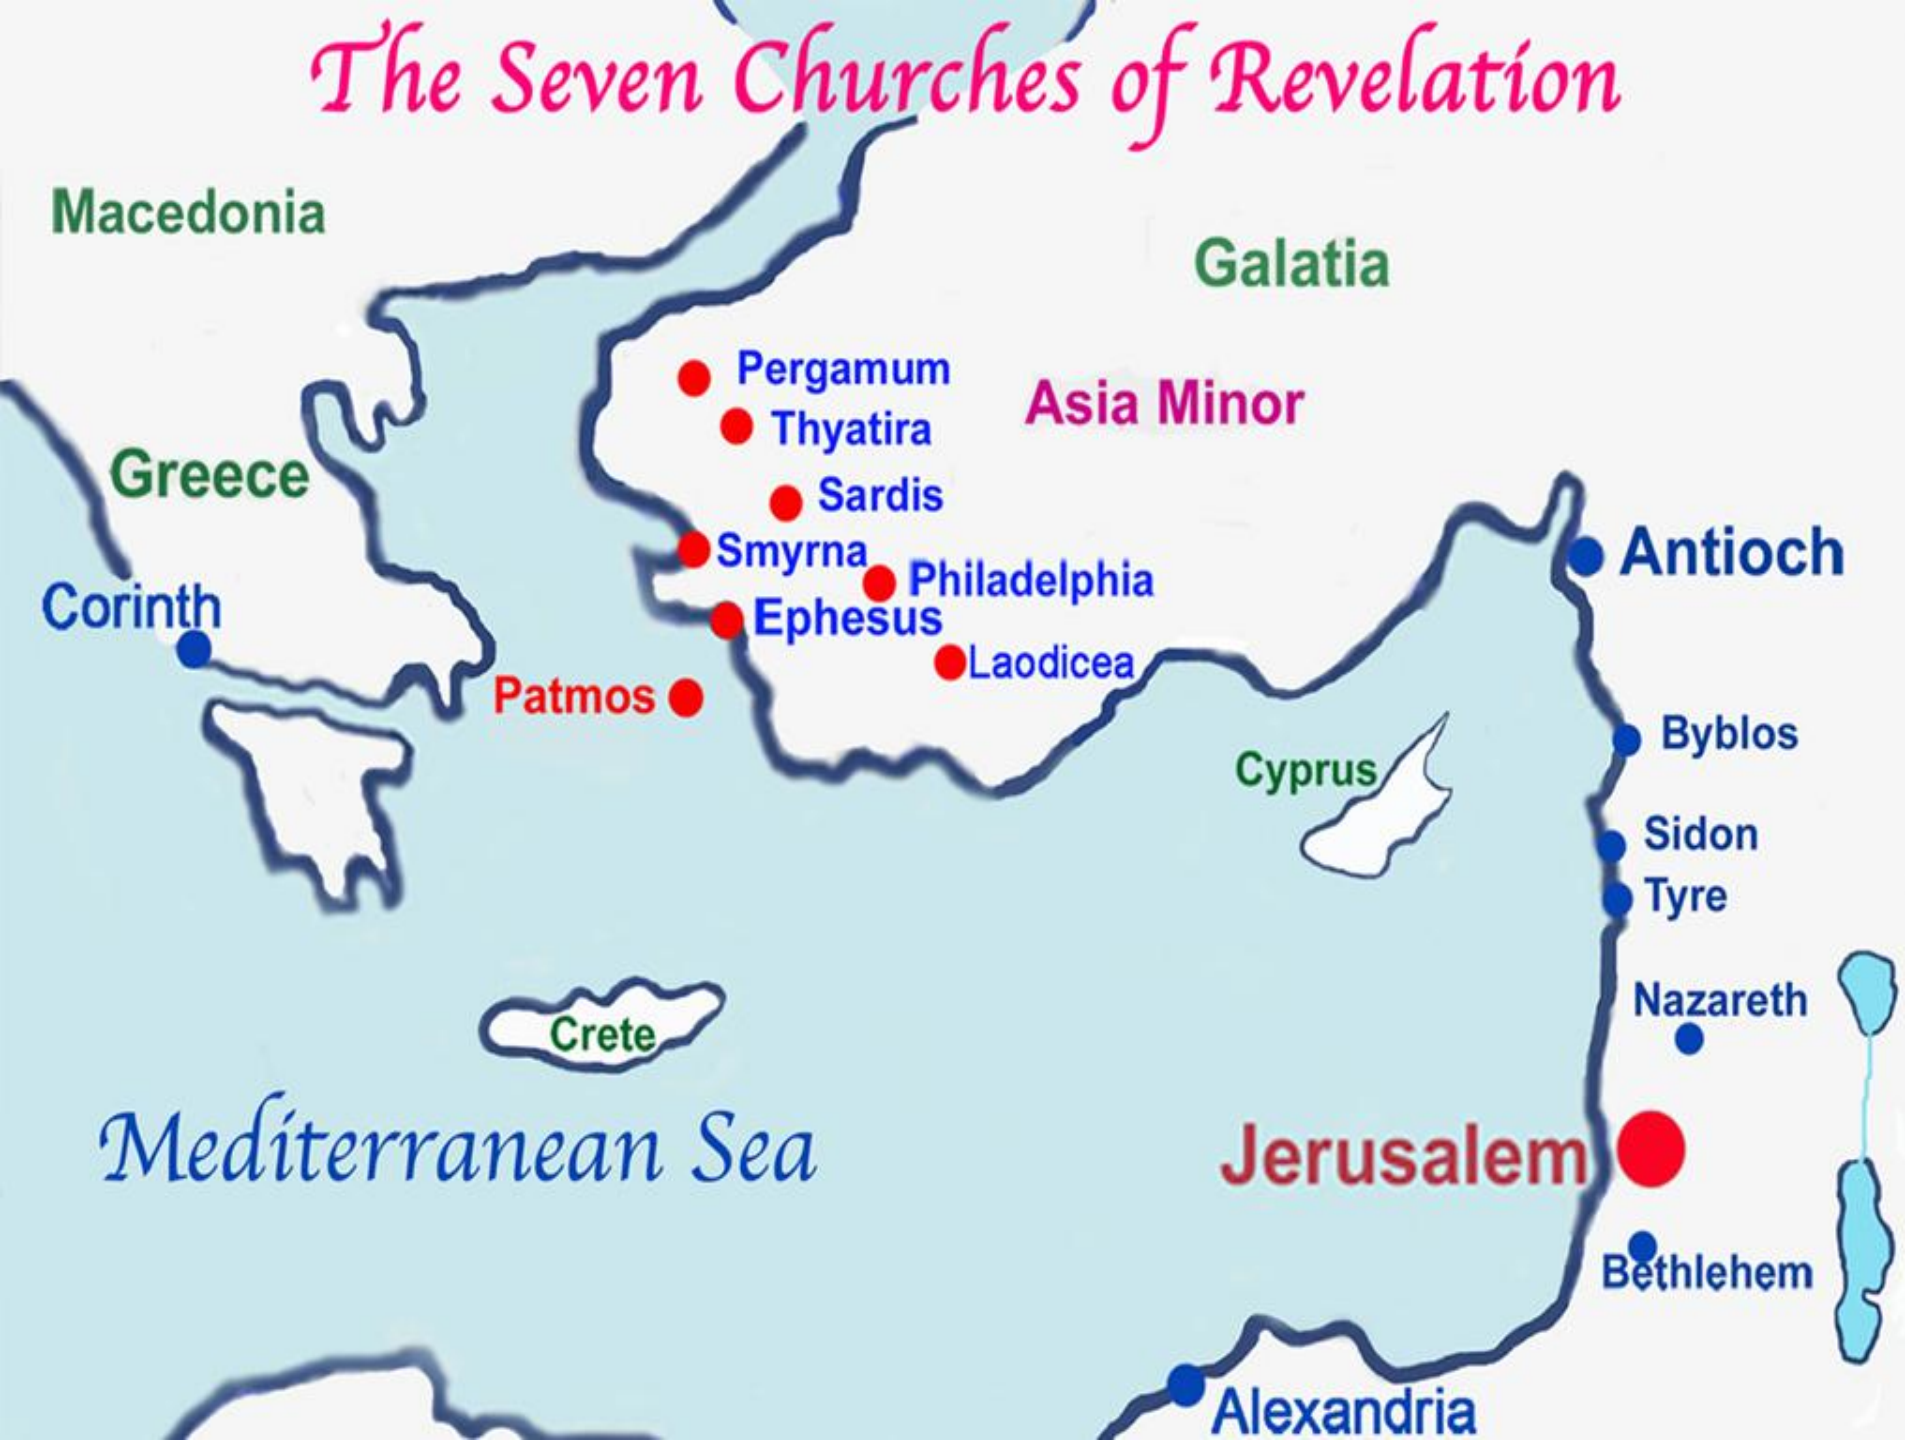 The Seven Churches of Revelation
Macedonia
Galatia
Pergamum
Asia Minor
Thyatira
Greece
Sardis
Smyrna
Antioch
Philadelphia
Corinth
Ephesus
Laodicea
Patmos
Byblos
Cyprus
Sidon
Tyre
Nazareth
Crete
Mediterranean Sea
Jerusalem
Bethlehem
Alexandria